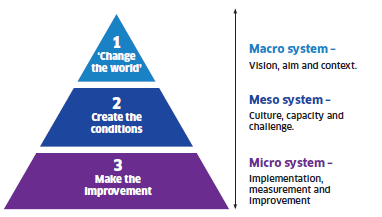 1
'Change
the world'
Macro system –
Vision, aim and context.
2
Create the
conditions
Meso system –
Culture, capacity and
challenge.
3
Make the
improvement
Micro system –
Implementation,
measurement and
improvement